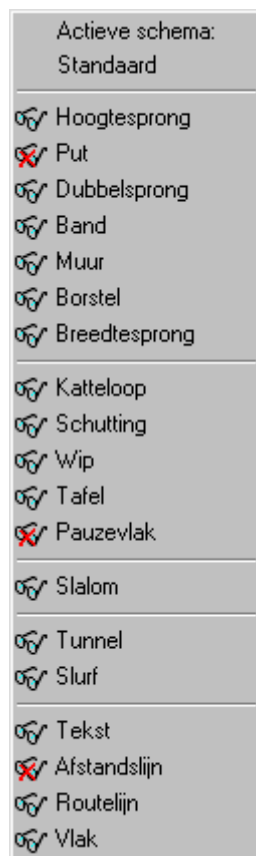 Actieve schema:
Standaard
Hoogtesprong
Put
Dubbelsprong
Band
Muur
Borstel
Breedtesprong
Katteloop
Schutting
Wip
Tafel
Pauzevlak
Slalom
Tunnel
Slurf
Tekst
Afstandslijn
Routelijn
Vlak